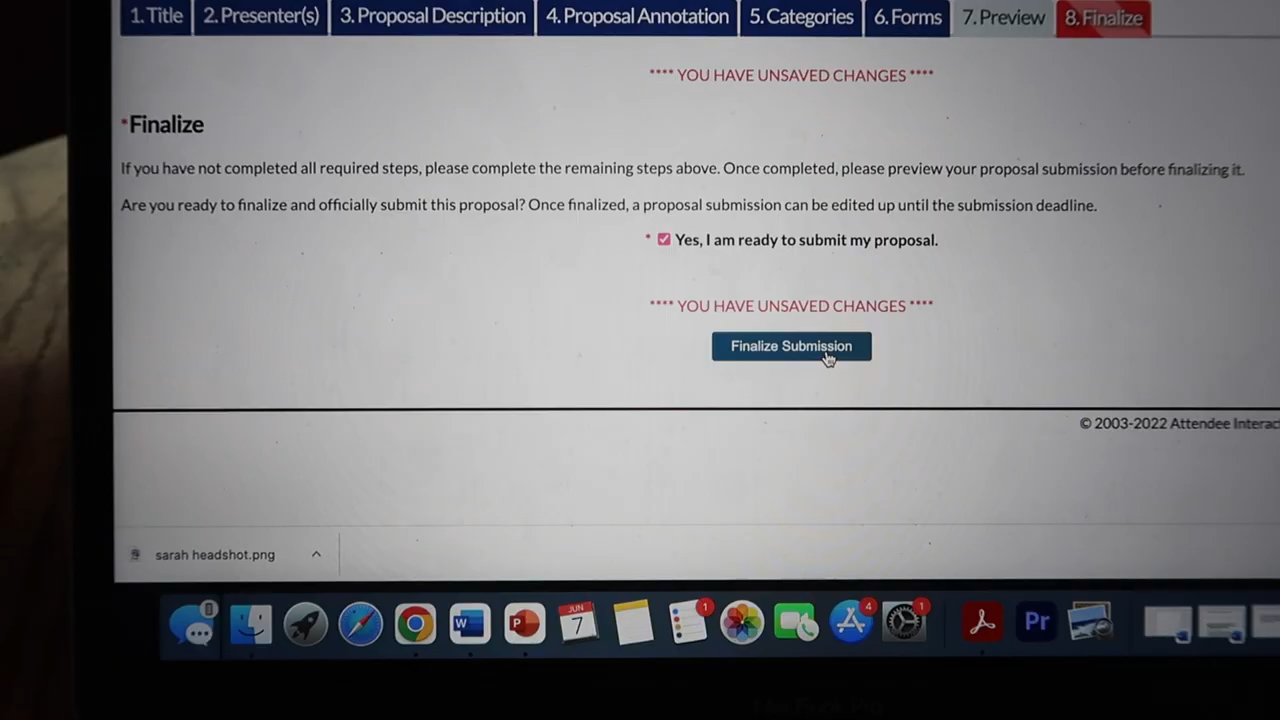 1. Title 2. Presenter(s) 3. Proposal Description 4. Proposal Annotation 5. Categories 6. Forms 7. Preview 8. Finalize
**** YOU HAVE UNSAVED CHANGES ****
*Finalize
If you have not completed all required steps, please complete the remaining steps above. Once completed, please preview your proposal submission before finalizing it.
Are you ready to finalize and officially submit this proposal? Once finalized, a proposal submission can be edited up until the submission deadline.
* Yes, I am ready to submit my proposal.
**** YOU HAVE UNSAVED CHANGES ****
Finalize Submission
© 2003-2022 Attendee Interac
sarah headshot.png
W P JUN 7 1 4 1 Pr